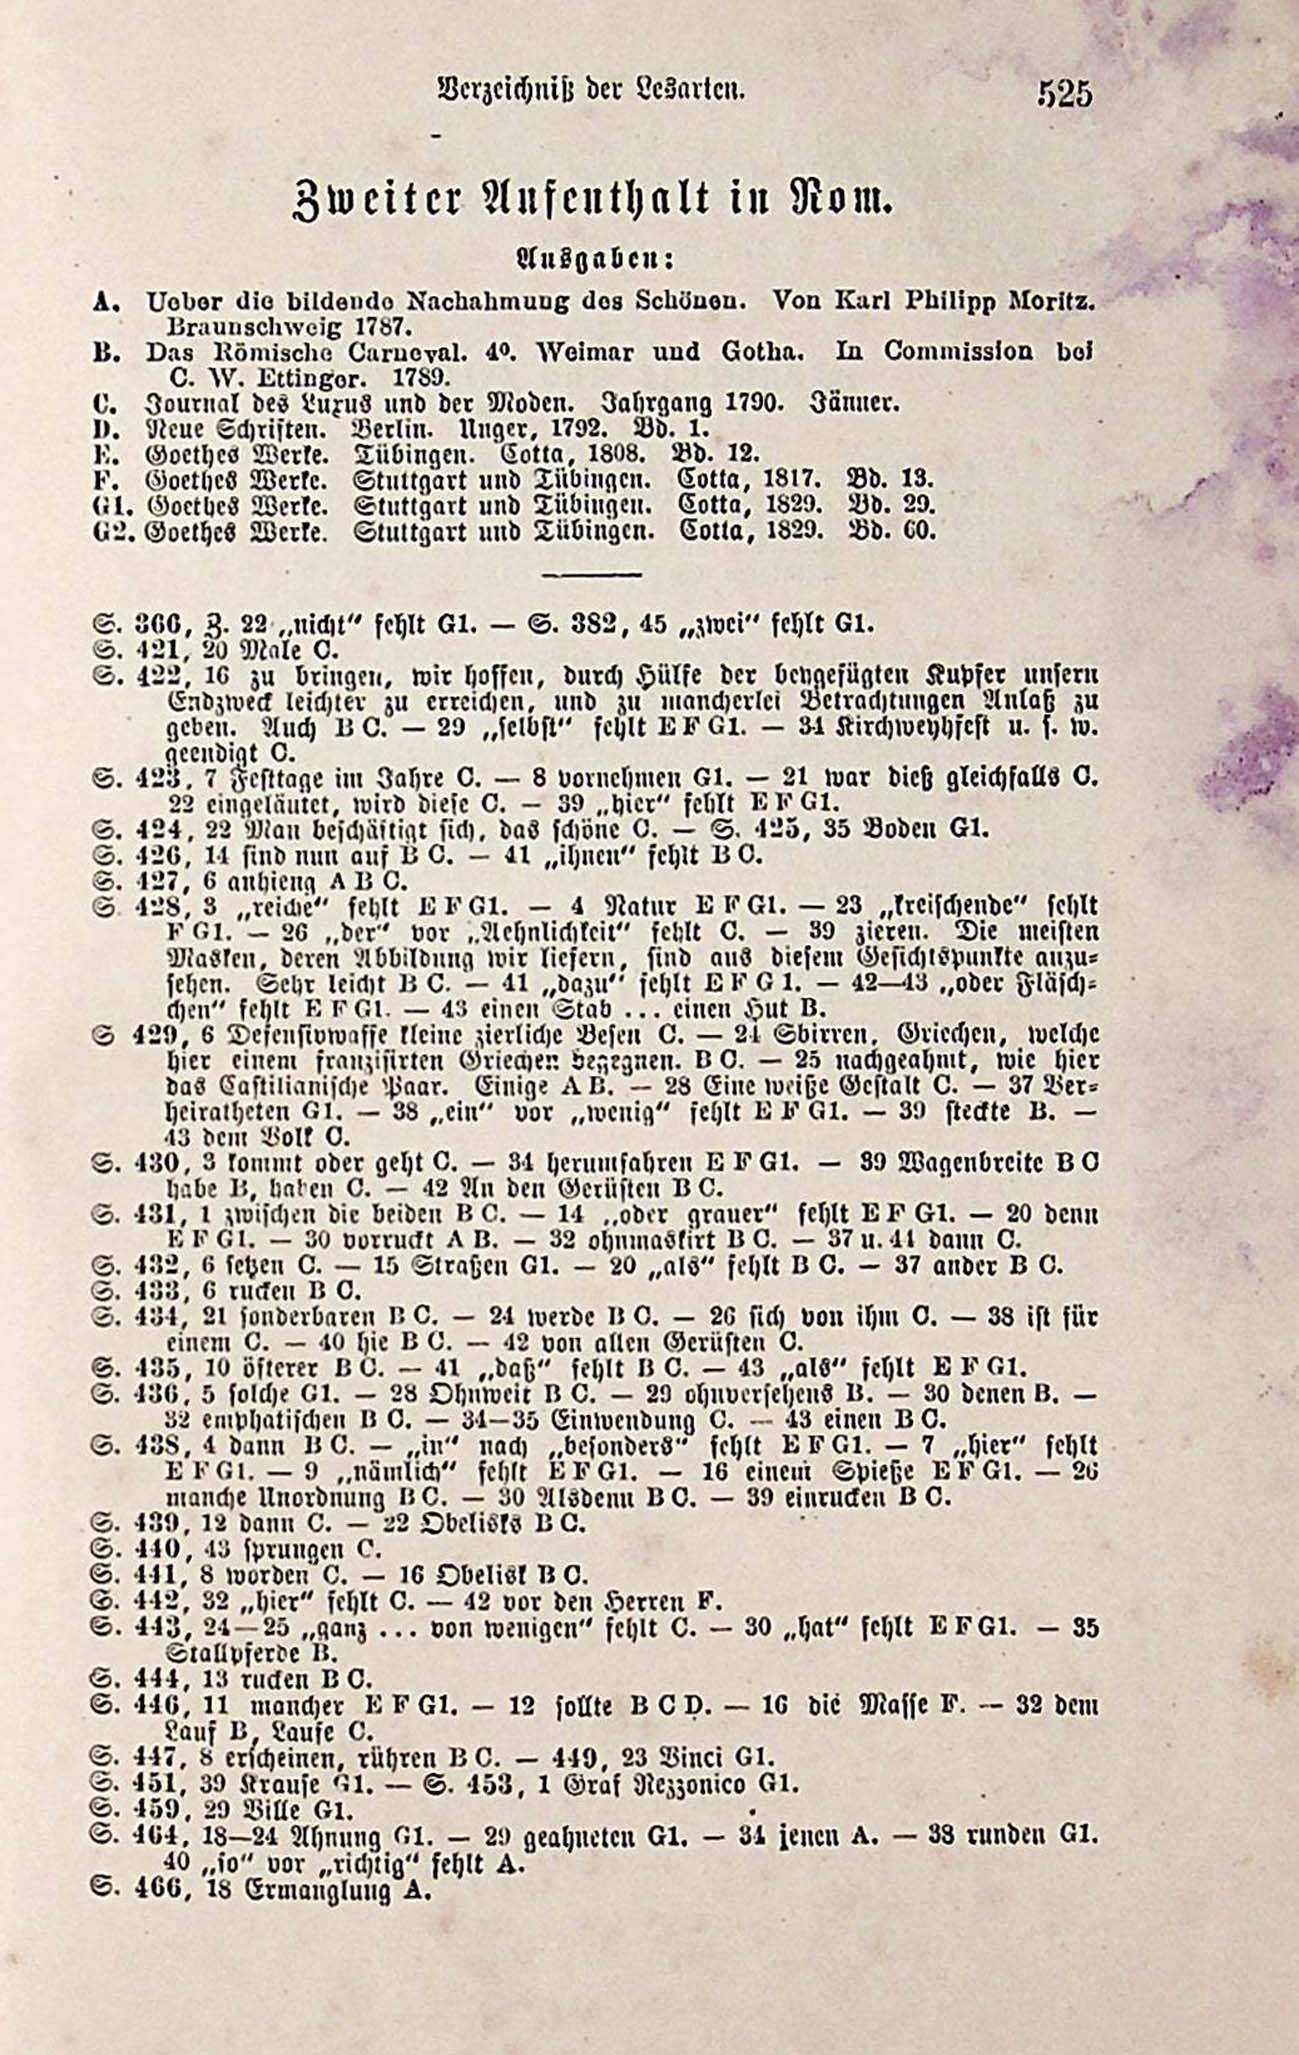 Verzeichniß der Lesarten. 525
Zweiter Aufenthalt in Rom.
Ausgaben:
A. Ueber die bildende Nachahmung des Schönen. Von Karl Philipp Moritz.
Braunschweig 1787.
B. Das Römische Carneval. 4⁰. Weimar und Gotha. In Commission bei
C. W. Ettinger. 1789.
C. Journal des Luxus und der Moden. Jahrgang 1790. Jänner.
D. Neue Schriften. Berlin. Unger, 1792. Bd. 1.
E. Goethes Werke. Tübingen. Cotta, 1808. Bd. 12.
F. Goethes Werke. Stuttgart und Tübingen. Cotta, 1817. Bd. 13.
G1. Goethes Werke. Stuttgart und Tübingen. Cotta, 1829. Bd. 29.
G2. Goethes Werke. Stuttgart und Tübingen. Cotta, 1829. Bd. 60.
S. 366, Z. 22 „nicht“ fehlt G1. — S. 382, 45 „zwei“ fehlt G1.
S. 421, 20 Male C.
S. 422, 16 zu bringen, wir hoffen, durch Hülfe der beygefügten Kupfer unsern
Endzweck leichter zu erreichen, und zu mancherlei Betrachtungen Anlaß zu
geben. Auch B C. — 29 „selbst“ fehlt E F G1. — 34 Kirchweyhfest u. s. w.
geendigt C.
S. 423, 7 Festtage im Jahre C. — 8 vornehmen G1. — 21 war dieß gleichfalls C.
22 eingeläutet, wird diese C. — 39 „hier“ fehlt E F G1.
S. 424, 22 Man beschäftigt sich, das schöne C. — S. 425, 35 Boden G1.
S. 426, 14 sind nun auf B C. — 41 „ihnen“ fehlt B C.
S. 427, 6 anhieng A B C.
S. 428, 3 „reiche“ fehlt E F G1. — 4 Natur E F G1. — 23 „kreischende“ fehlt
F G1. — 26 „der“ vor „Aehnlichkeit“ fehlt C. — 39 zieren. Die meisten
Masken, deren Abbildung wir liefern, sind aus diesem Gesichtspunkte anzu=
sehen. Sehr leicht B C. — 41 „dazu“ fehlt E F G 1. — 42—43 „oder Fläsch=
chen“ fehlt E F G1. — 43 einen Stab ... einen Hut B.
S 429, 6 Defensivwaffe kleine zierliche Besen C. — 24 Sbirren, Griechen, welche
hier einem französirten Griechen begegnen. B C. — 25 nachgeahmt, wie hier
das Castilianische Paar. Einige A B. — 28 Eine weiße Gestalt C. — 37 Ver=
heiratheten G1. — 38 „ein“ vor „wenig“ fehlt E F G1. — 39 steckte B. —
43 dem Volk C.
S. 430, 3 kommt oder geht C. — 34 herumfahren E F G1. — 39 Wagenbreite B C
habe B, haben C. — 42 An den Gerüsten B C.
S. 431, 1 zwischen die beiden B C. — 14 „oder grauer“ fehlt E F G1. — 20 denn
E F G1. — 30 vorruckt A B. — 32 ohnmaskirt B C. — 37 u. 41 dann C.
S. 432, 6 setzen C. — 15 Straßen G1. — 20 „als“ fehlt B C. — 37 ander B C.
S. 433, 6 rucken B C.
S. 434, 21 sonderbaren B C. — 24 werde B C. — 26 sich von ihm C. — 38 ist für
einem C. — 40 hie B C. — 42 von allen Gerüsten C.
S. 435, 10 öfterer B C. — 41 „daß“ fehlt B C. — 43 „als“ fehlt E F G1.
S. 436, 5 solche G1. — 28 Ohnweit B C. — 29 ohnversehens B. — 30 denen B. —
32 emphatischen B C. — 34—35 Einwendung C. — 43 einen B C.
S. 438, 4 dann B C. — „in“ nach „besonders“ fehlt E F G1. — 7 „hier“ fehlt
E F G1. — 9 „nämlich“ fehlt E F G1. — 16 einem Spieße E F G1. — 26
manche Unordnung B C. — 30 Alsdenn B C. — 39 einrucken B C.
S. 439, 12 dann C. — 22 Obelisks B C.
S. 440, 43 sprungen C.
S. 441, 8 worden C. — 16 Obelisk B C.
S. 442, 32 „hier“ fehlt C. — 42 vor den Herren F.
S. 443, 24—25 „ganz ... von wenigen“ fehlt C. — 30 „hat“ fehlt E F G1. — 35
Stallpferde B.
S. 444, 13 rucken B C.
S. 446, 11 mancher E F G1. — 12 sollte B C D. — 16 die Masse F. — 32 dem
Lauf B, Laufe C.
S. 447, 8 erscheinen, rühren B C. — 449, 23 Vinci G1.
S. 451, 39 Krause G1. — S. 453, 1 Graf Rezzonico G1.
S. 459, 29 Ville G1.
S. 464, 18—24 Ahnung G1. — 29 geahneten G1. — 34 jenen A. — 38 runden G1.
40 „so“ vor „richtig“ fehlt A.
S. 466, 18 Ermanglung A.